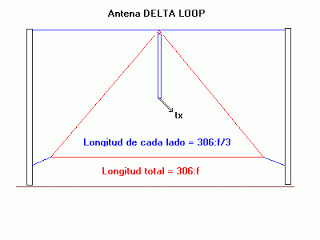 Antena DELTA LOOP
tx
Longitud de cada lado = 306:f/3
Longitud total = 306:f